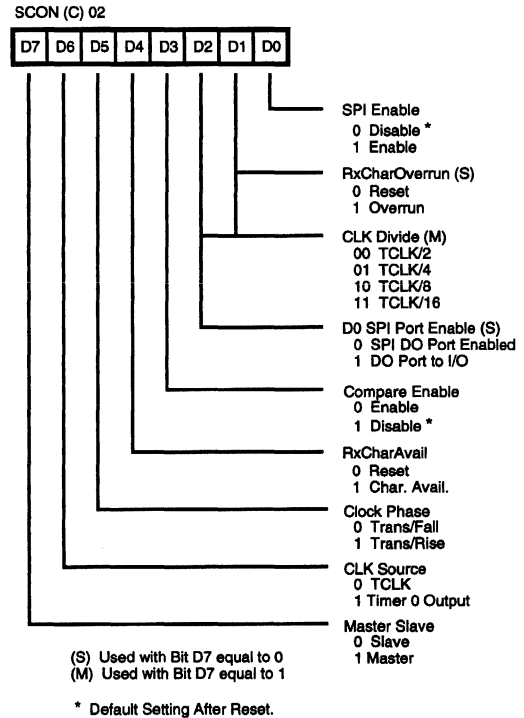 SCON (C) 02
D7 D6 D5 D4 D3 D2 D1 D0
SPI Enable
0 Disable *
1 Enable
RxCharOverrun (S)
0 Reset
1 Overrun
CLK Divide (M)
00 TCLK/2
01 TCLK/4
10 TCLK/8
11 TCLK/16
D0 SPI Port Enable (S)
0 SPI DO Port Enabled
1 DO Port to I/O
Compare Enable
0 Enable
1 Disable *
RxCharAvail
0 Reset
1 Char. Avail.
Clock Phase
0 Trans/Fall
1 Trans/Rise
CLK Source
0 TCLK
1 Timer 0 Output
Master Slave
0 Slave
1 Master
(S) Used with Bit D7 equal to 0
(M) Used with Bit D7 equal to 1
* Default Setting After Reset.